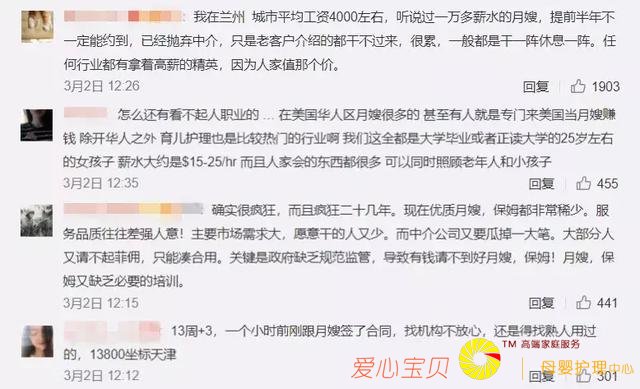 ：我在兰州 城市平均工资4000左右，听说过一万多薪水的月嫂，提前半年不
一定能约到，已经抛弃中介，只是老客户介绍的都干不过来，很累，一般都是干一阵休息一阵。任
何行业都有拿着高薪的精英，因为人家值那个价。
3月2日 12:26
回复 1903
：怎么还有看不起人职业的 ... 在美国华人区月嫂很多的 甚至有人就是专门来美国当月嫂赚
钱 除开华人之外 育儿护理也是比较热门的行业啊 我们这全都是大学毕业或者正读大学的25岁左右
的女孩子 薪水大约是$15-25/hr 而且人家会的东西都很多 可以同时照顾老年人和小孩子
3月2日 12:35
回复 455
：确实很疯狂，而且疯狂二十几年。现在优质月嫂，保姆都非常稀少。服
务品质往往差强人意！主要市场需求大，愿意干的人又少。而中介公司又要瓜掉一大笔。大部分人
又请不起菲佣，只能凑合用。关键是政府缺乏规范监管，导致有钱请不到好月嫂，保姆！月嫂，保
姆又缺乏必要的培训。
3月2日 12:15
回复 441
：13周+3，一个小时前刚跟月嫂签了合同，找机构不放心，还是得找熟人用过
的，13800坐标天津
3月2日 12:12
回复 301
爱心宝贝
TM 高端家庭服务
母婴护理中心